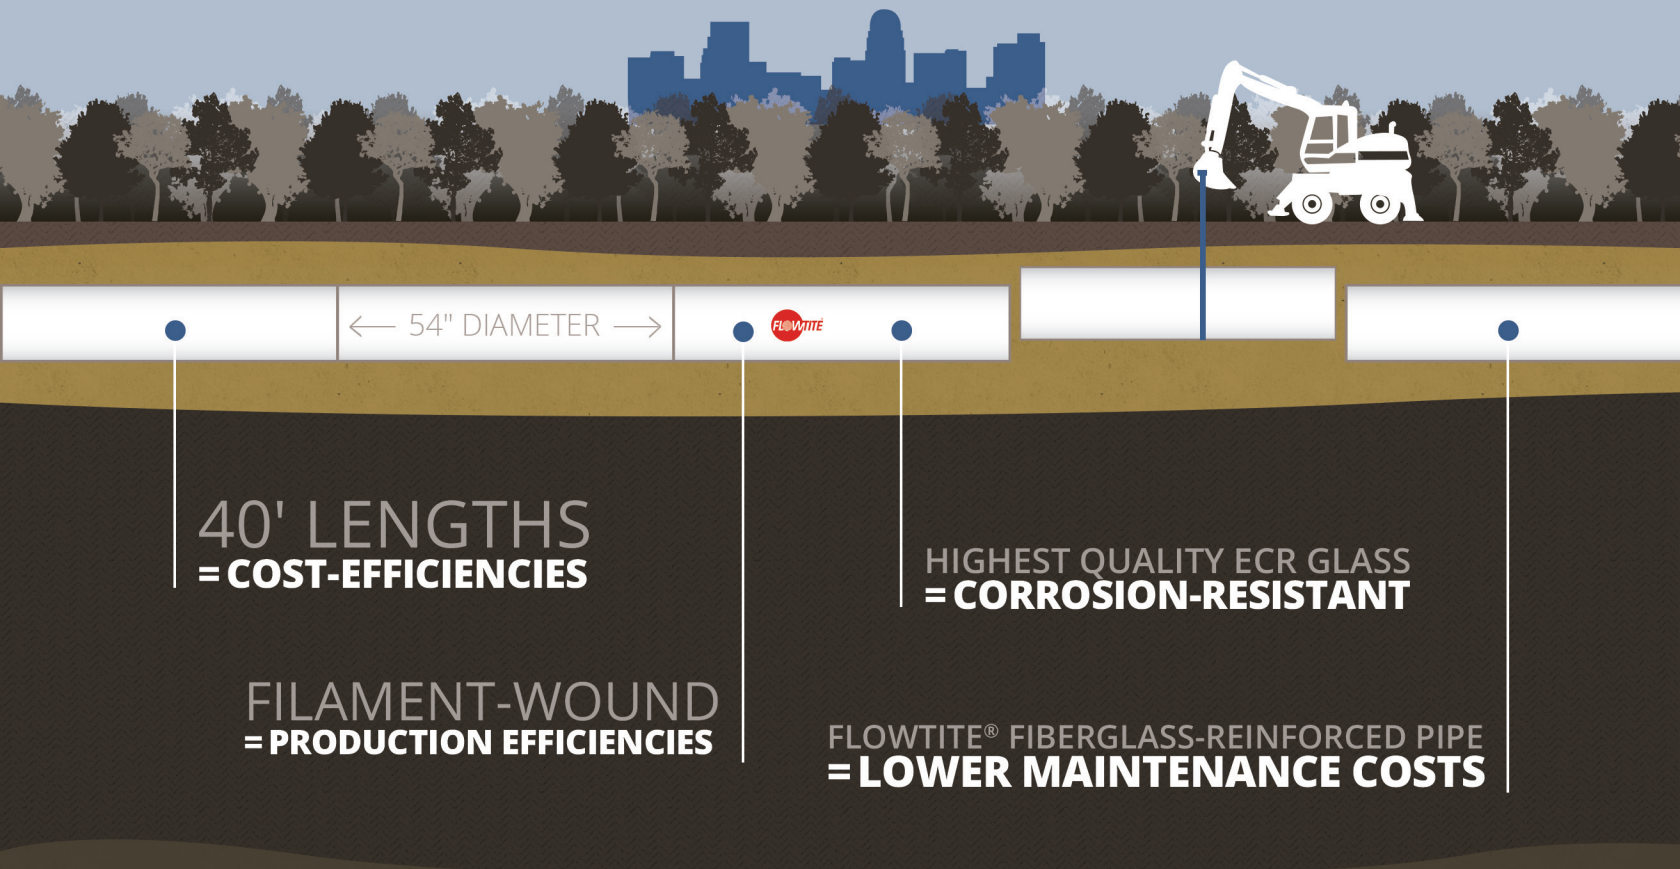 54" DIAMETER
FLOWTITE
40' LENGTHS
= COST-EFFICIENCIES
HIGHEST QUALITY ECR GLASS
= CORROSION-RESISTANT
FILAMENT-WOUND
= PRODUCTION EFFICIENCIES
FLOWTITE® FIBERGLASS-REINFORCED PIPE
= LOWER MAINTENANCE COSTS